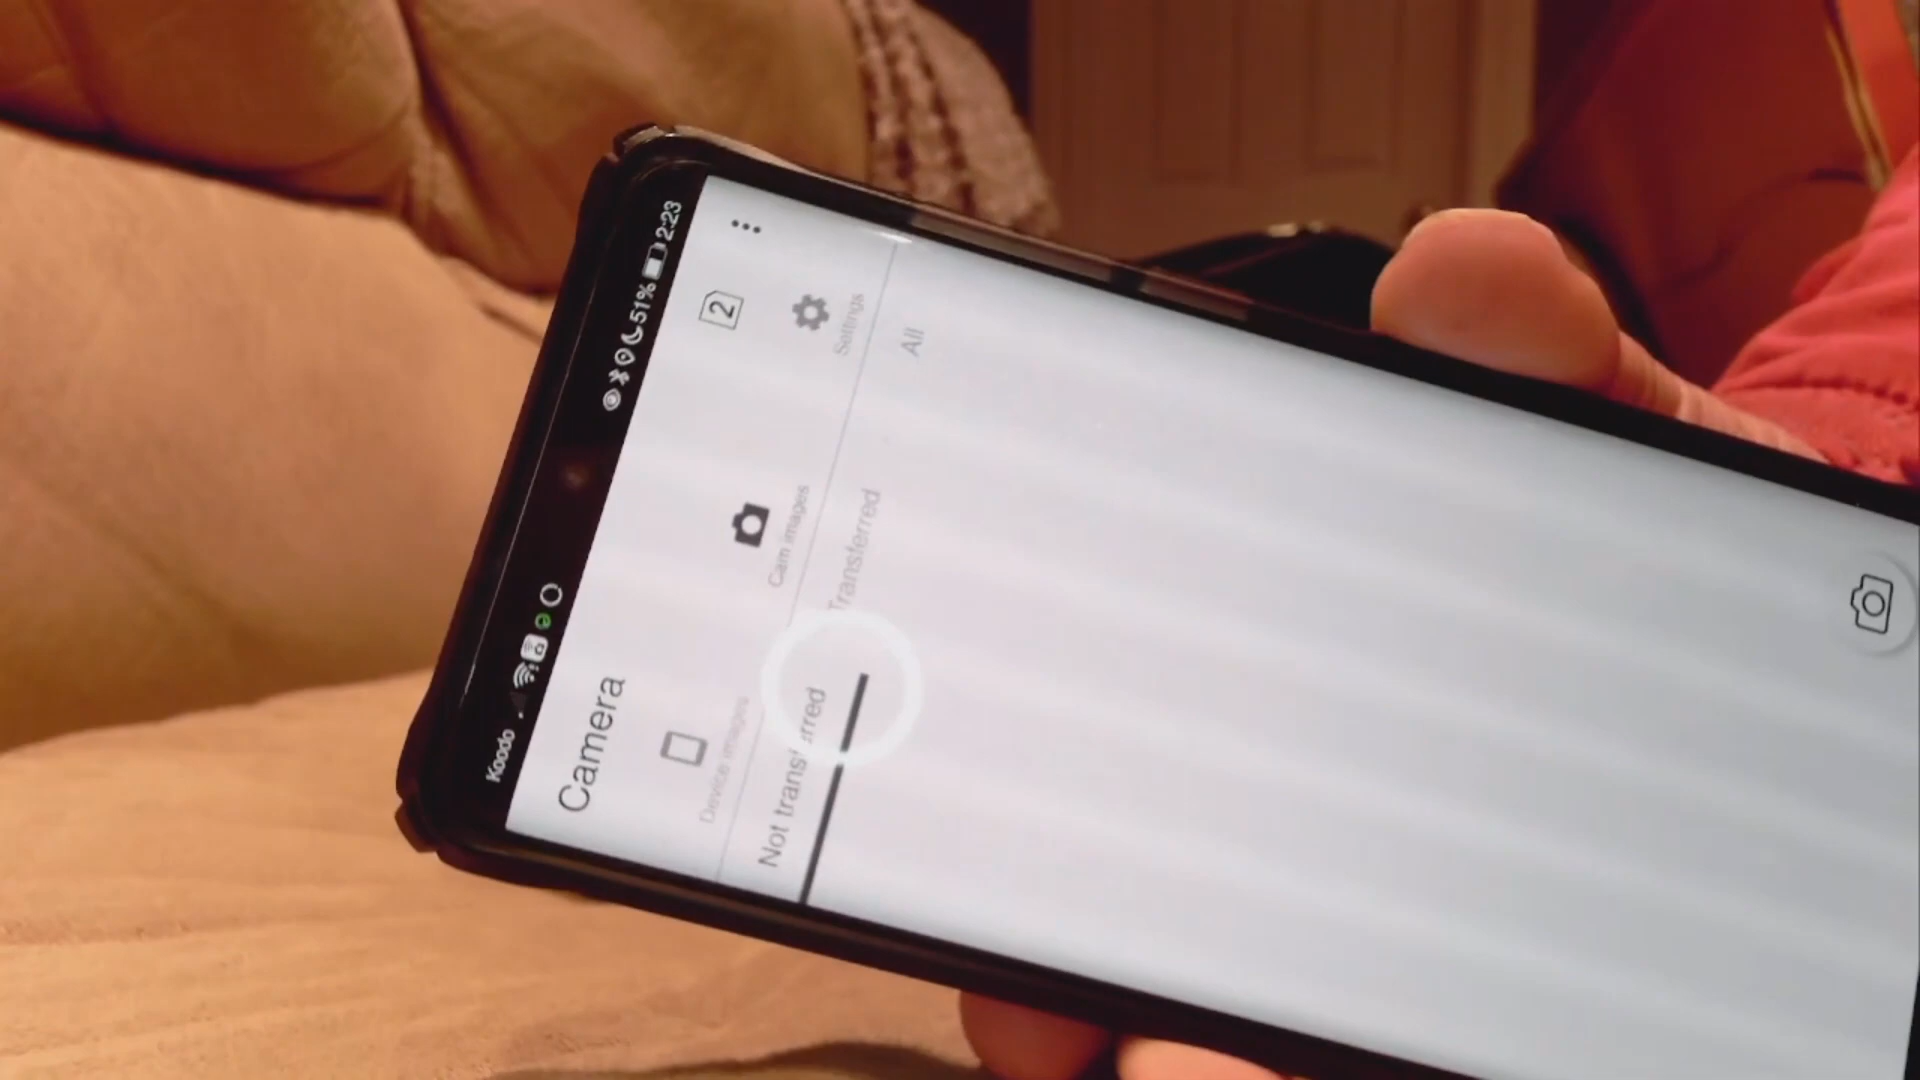 Koodo 51% 2:23
Camera 2
Device images Cam images Settings
Not transferred Transferred All